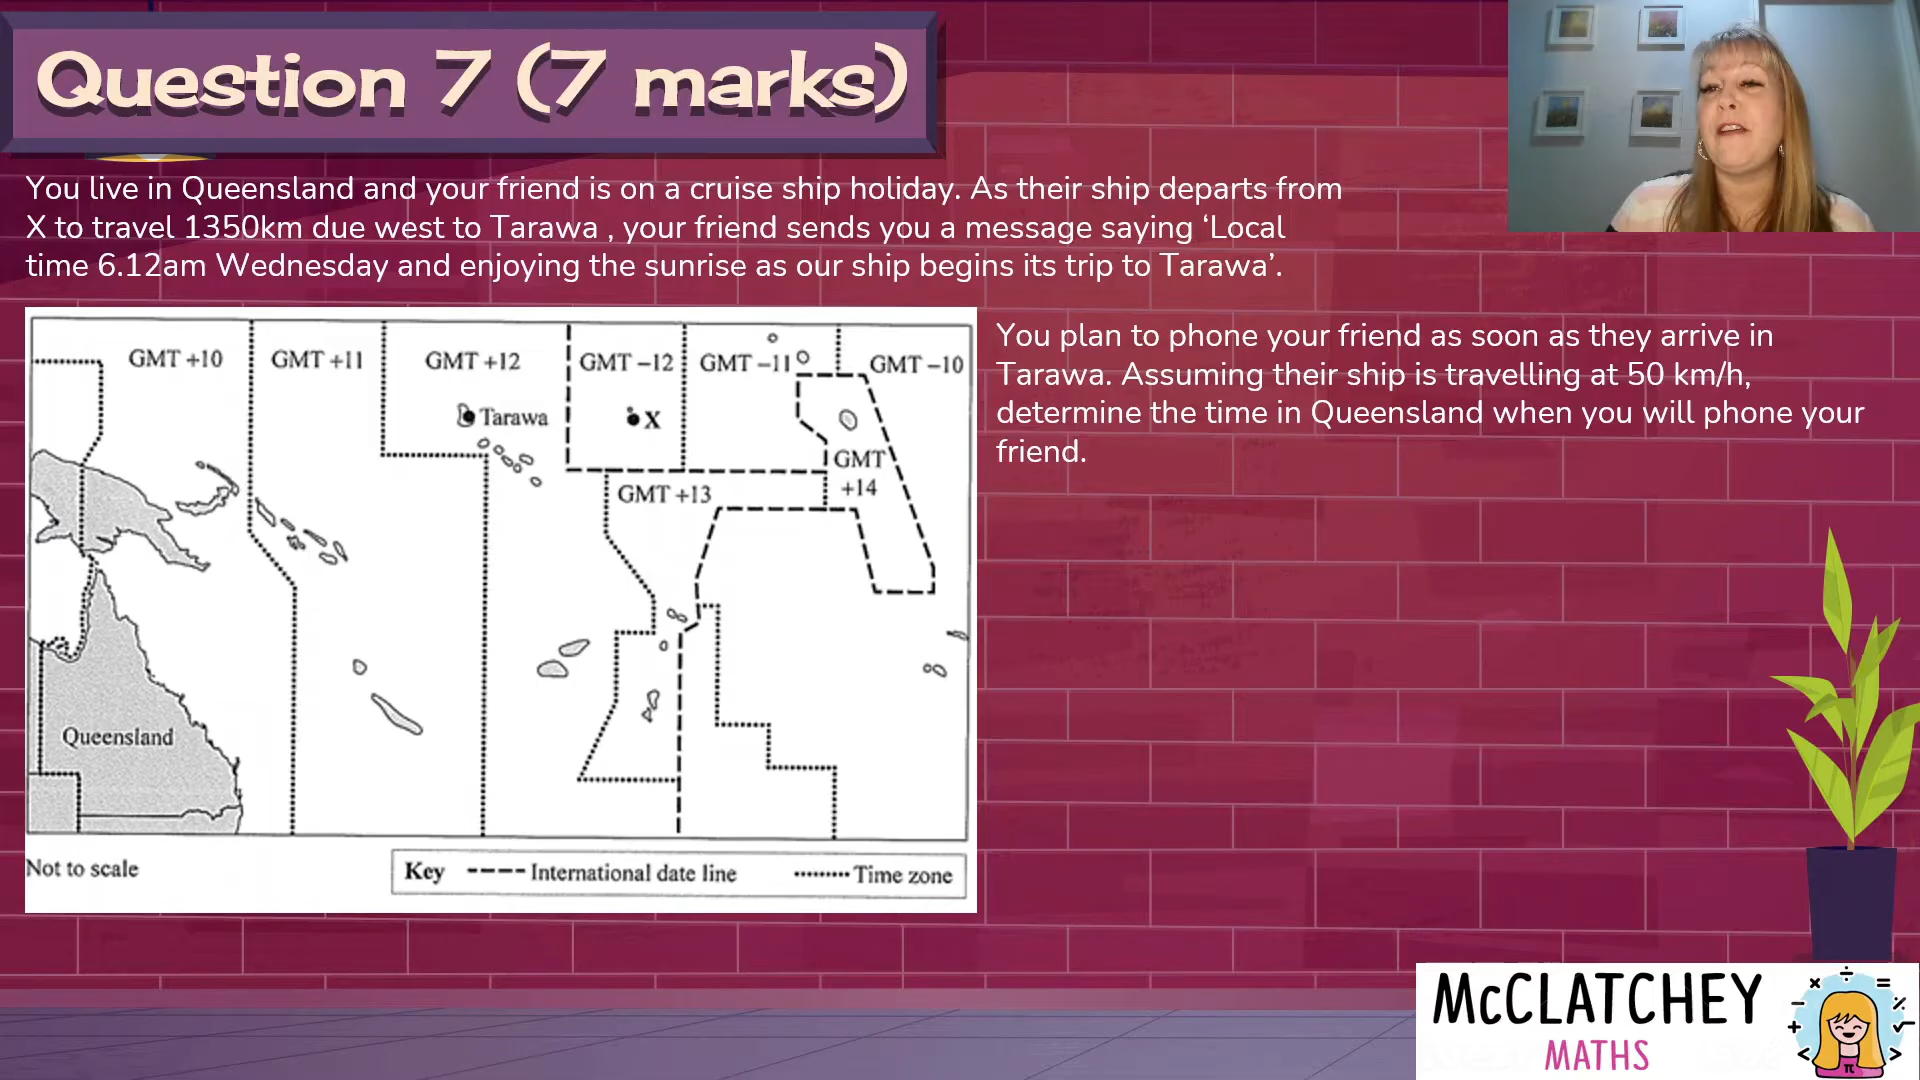 Question 7 (7 marks)
You live in Queensland and your friend is on a cruise ship holiday. As their ship departs from
X to travel 1350km due west to Tarawa , your friend sends you a message saying ‘Local
time 6.12am Wednesday and enjoying the sunrise as our ship begins its trip to Tarawa’.
You plan to phone your friend as soon as they arrive in
Tarawa. Assuming their ship is travelling at 50 km/h,
determine the time in Queensland when you will phone your
friend.
GMT +10
GMT +11
GMT +12
GMT −12
GMT −11
GMT −10
Tarawa
X
GMT
+14
GMT +13
Queensland
Not to scale
Key
International date line
Time zone
McCLATCHEY
MATHS